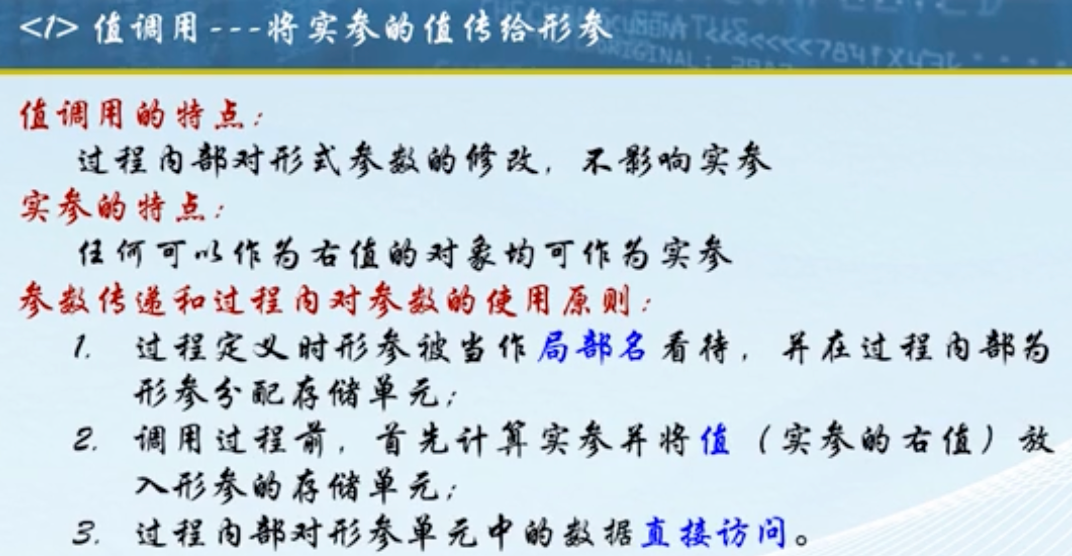 <1> 值调用---将实参的值传给形参
值调用的特点：
过程内部对形式参数的修改，不影响实参
实参的特点：
任何可以作为右值的对象均可作为实参
参数传递和过程内对参数的使用原则：
1. 过程定义时形参被当作局部名看待，并在过程内部为
形参分配存储单元；
2. 调用过程前，首先计算实参并将值（实参的右值）放
入形参的存储单元；
3. 过程内部对形参单元中的数据直接访问。